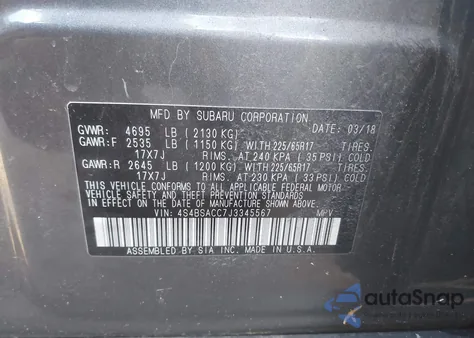 MFD BY SUBARU CORPORATION
GVWR: 4695 LB (2130 KG) DATE: 03/18
GAWR:F 2535 LB (1150 KG) WITH 225/65R17
17X7J RIMS. AT 240 KPA ( 35 PSI) COLD
GAWR:R 2645 LB (1200 KG) WITH 225/65R17
17X7J RIMS. AT 230 KPA ( 33 PSI) COLD
THIS VEHICLE CONFORMS TO ALL APPLICABLE FEDERAL MOTOR
VEHICLE SAFETY AND THEFT PREVENTION STANDARDS
IN EFFECT ON THE DATE OF MANUFACTURE SHOWN ABOVE.
VIN: 4S4BSACC7J3345567 MPV
ASSEMBLED BY SIA INC. MADE IN U.S.A.
autoSnap